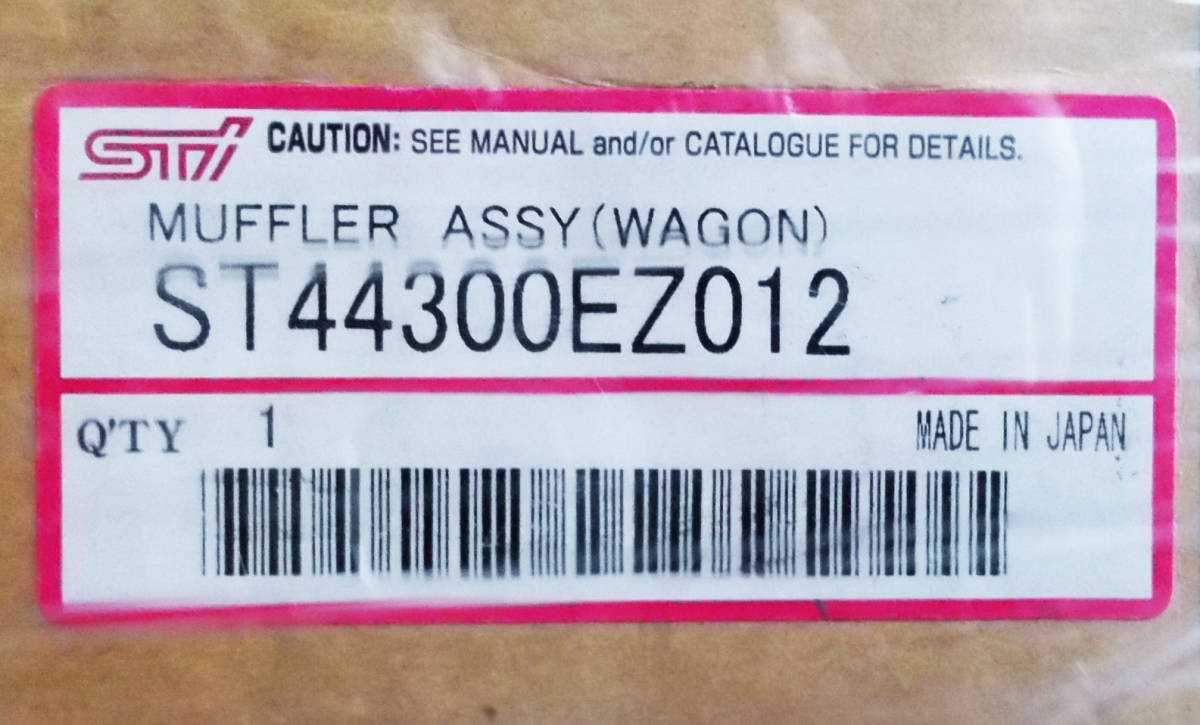 STi CAUTION: SEE MANUAL and/or CATALOGUE FOR DETAILS.
MUFFLER ASSY(WAGON)
ST44300EZ012
Q'TY 1 MADE IN JAPAN